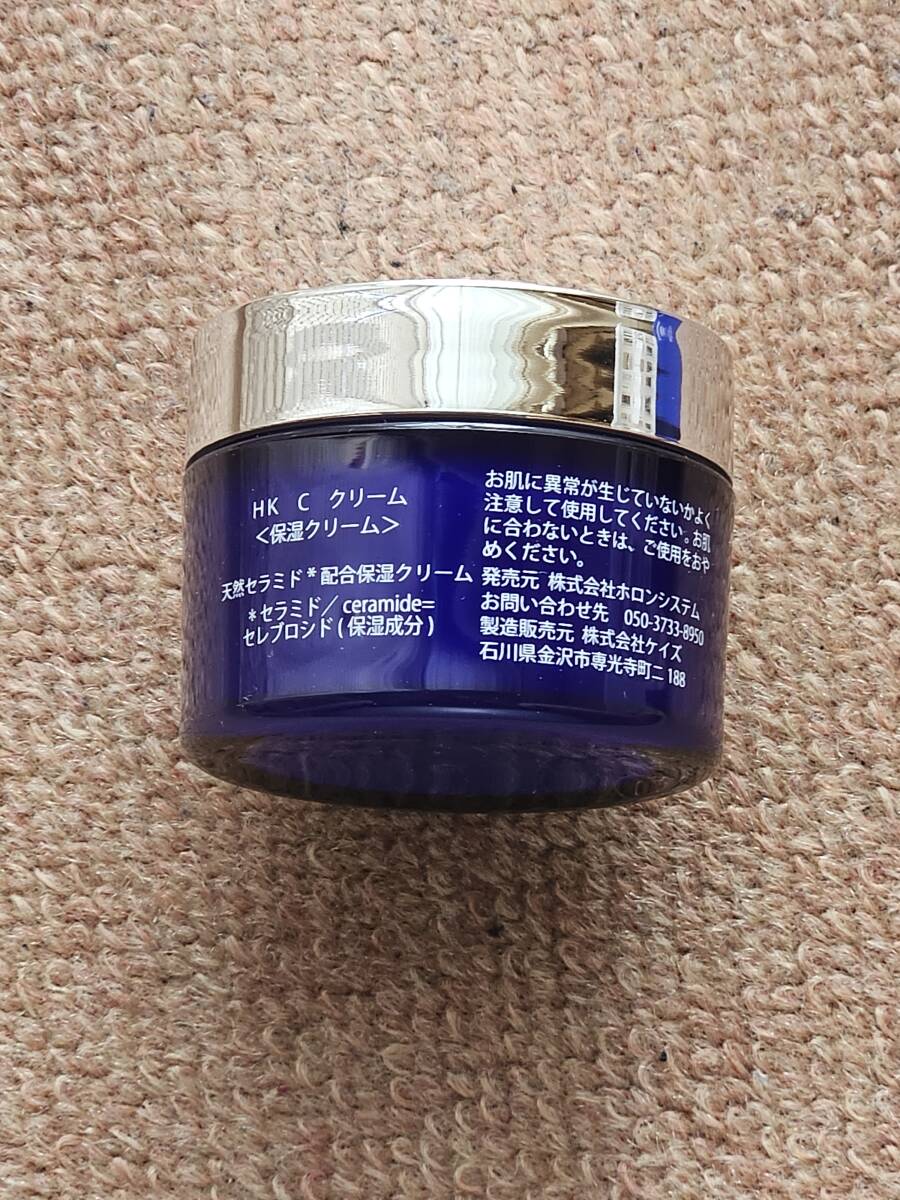 HK C クリーム
＜保湿クリーム＞
天然セラミド*配合保湿クリーム
*セラミド／ceramide=
セレブロシド(保湿成分)
お肌に異常が生じていないかよく
注意して使用してください。お肌
に合わないときは、ご使用をおや
めください。
発売元 株式会社ホロンシステム
お問い合わせ先 050-3733-8950
製造販売元 株式会社ケイズ
石川県金沢市専光寺町ニ188